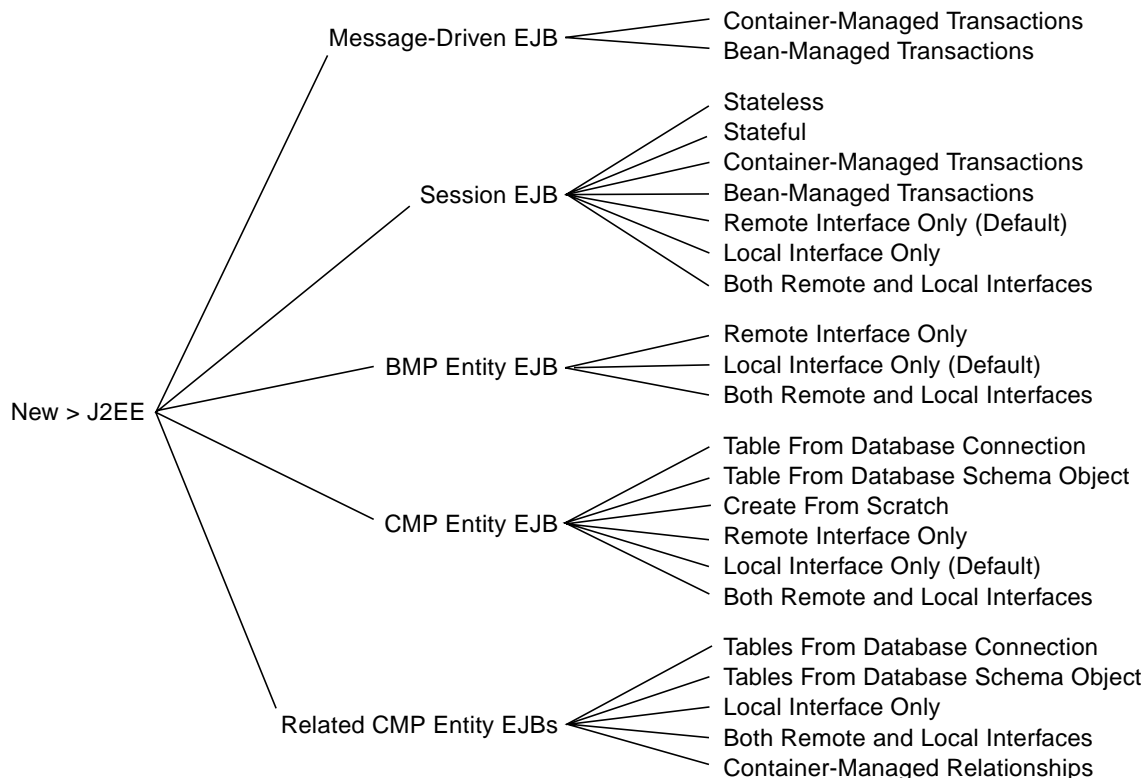 New > J2EE
Message-Driven EJB
Container-Managed Transactions
Bean-Managed Transactions
Session EJB
Stateless
Stateful
Container-Managed Transactions
Bean-Managed Transactions
Remote Interface Only (Default)
Local Interface Only
Both Remote and Local Interfaces
BMP Entity EJB
Remote Interface Only
Local Interface Only (Default)
Both Remote and Local Interfaces
CMP Entity EJB
Table From Database Connection
Table From Database Schema Object
Create From Scratch
Remote Interface Only
Local Interface Only (Default)
Both Remote and Local Interfaces
Related CMP Entity EJBs
Tables From Database Connection
Tables From Database Schema Object
Local Interface Only
Both Remote and Local Interfaces
Container-Managed Relationships